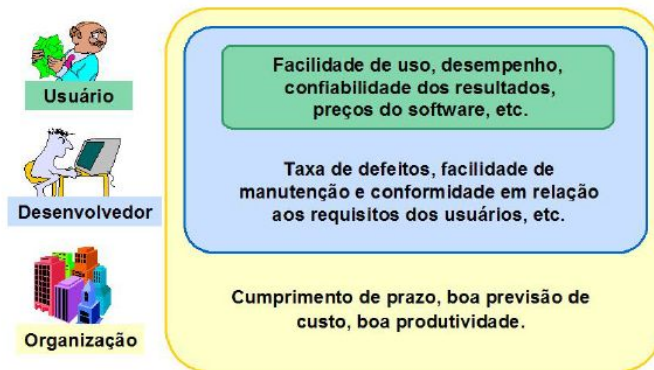 Usuário
Facilidade de uso, desempenho,
confiabilidade dos resultados,
preços do software, etc.
Desenvolvedor
Taxa de defeitos, facilidade de
manutenção e conformidade em relação
aos requisitos dos usuários, etc.
Organização
Cumprimento de prazo, boa previsão de
custo, boa produtividade.